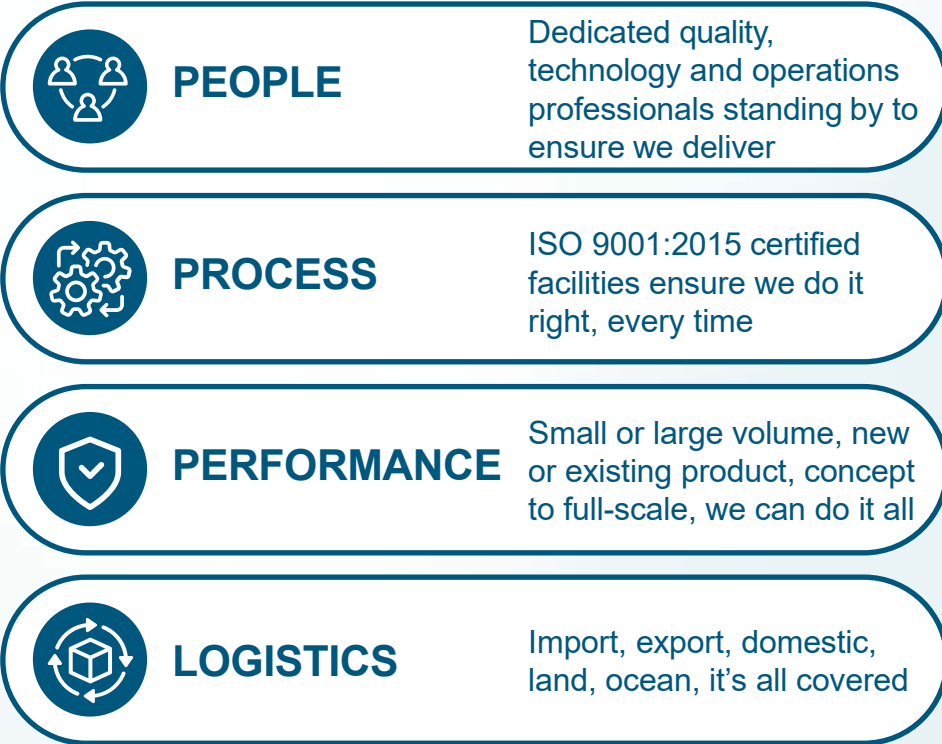 PEOPLE
Dedicated quality,
technology and operations
professionals standing by to
ensure we deliver
PROCESS
ISO 9001:2015 certified
facilities ensure we do it
right, every time
PERFORMANCE
Small or large volume, new
or existing product, concept
to full-scale, we can do it all
LOGISTICS
Import, export, domestic,
land, ocean, it’s all covered